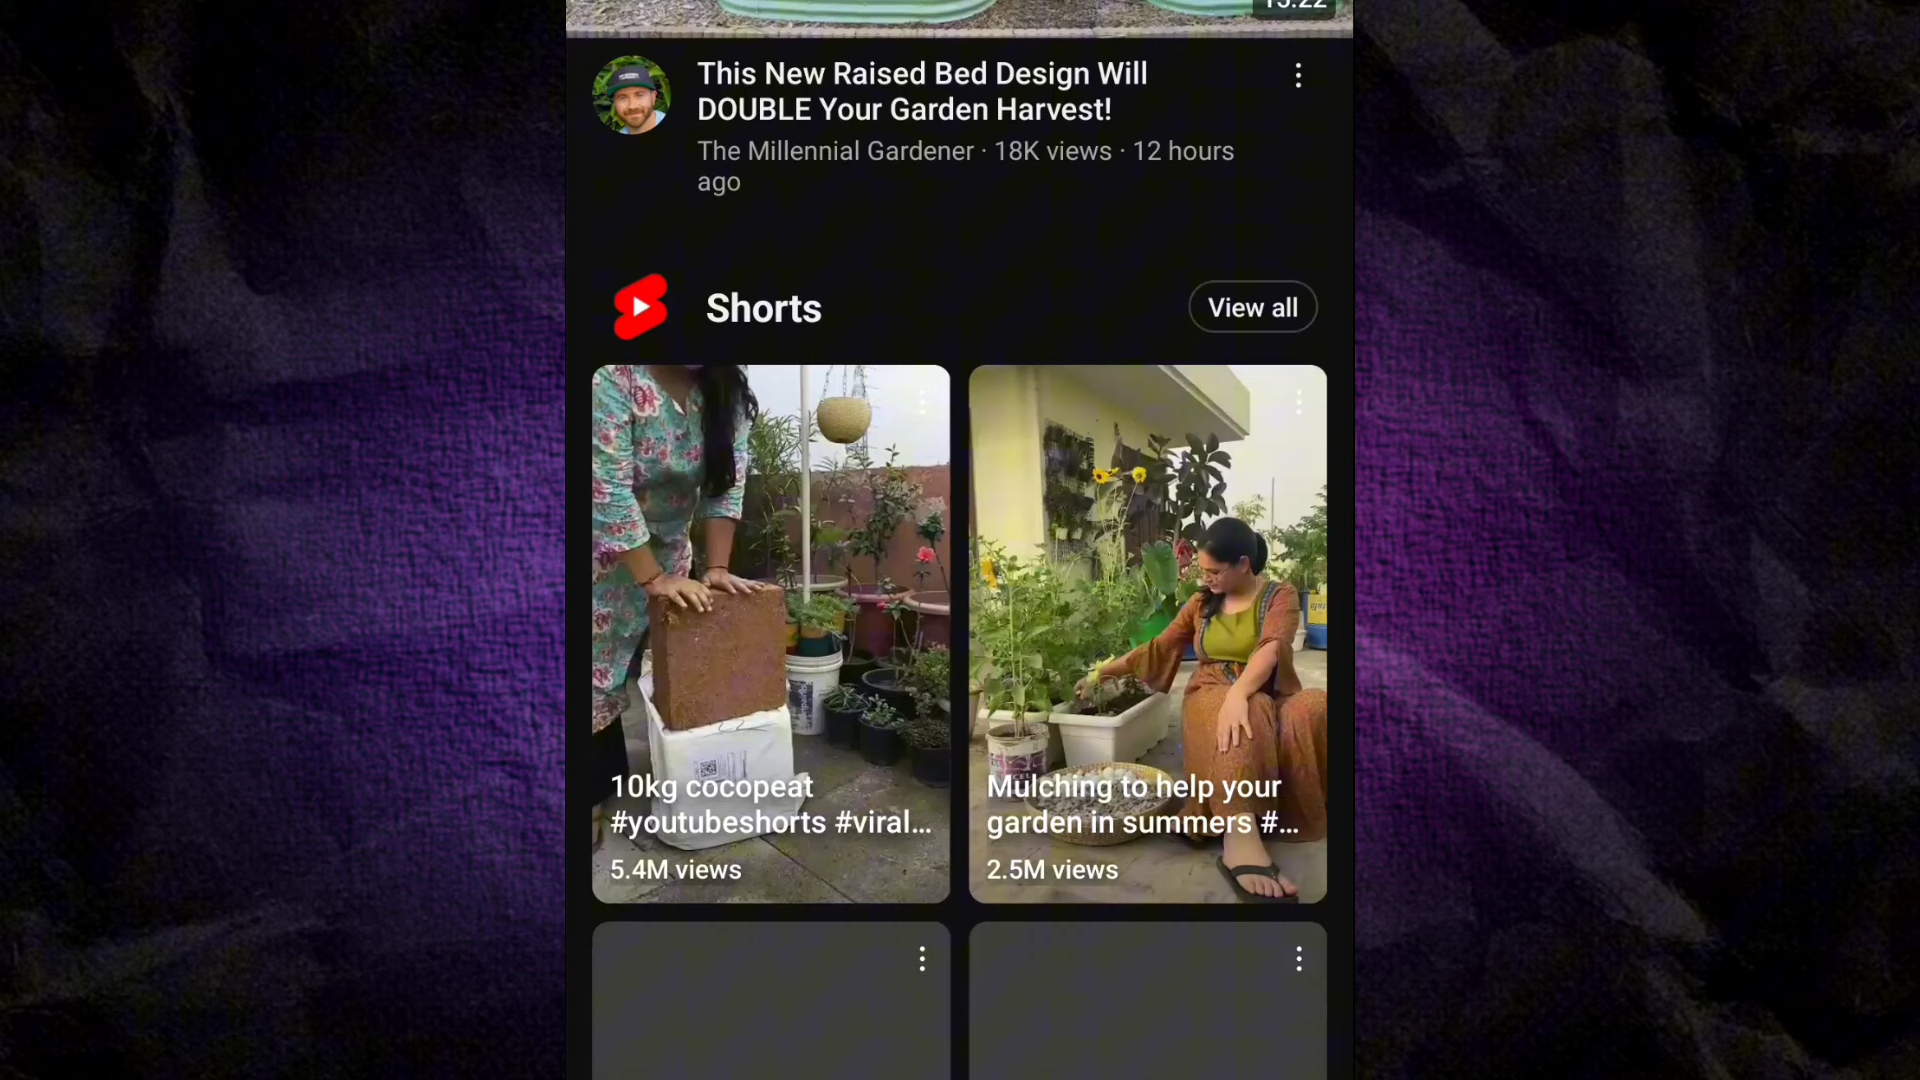 This New Raised Bed Design Will
DOUBLE Your Garden Harvest!
The Millennial Gardener · 18K views · 12 hours
ago
Shorts
View all
10kg cocopeat
#youtubeshorts #viral...
5.4M views
Mulching to help your
garden in summers #...
2.5M views